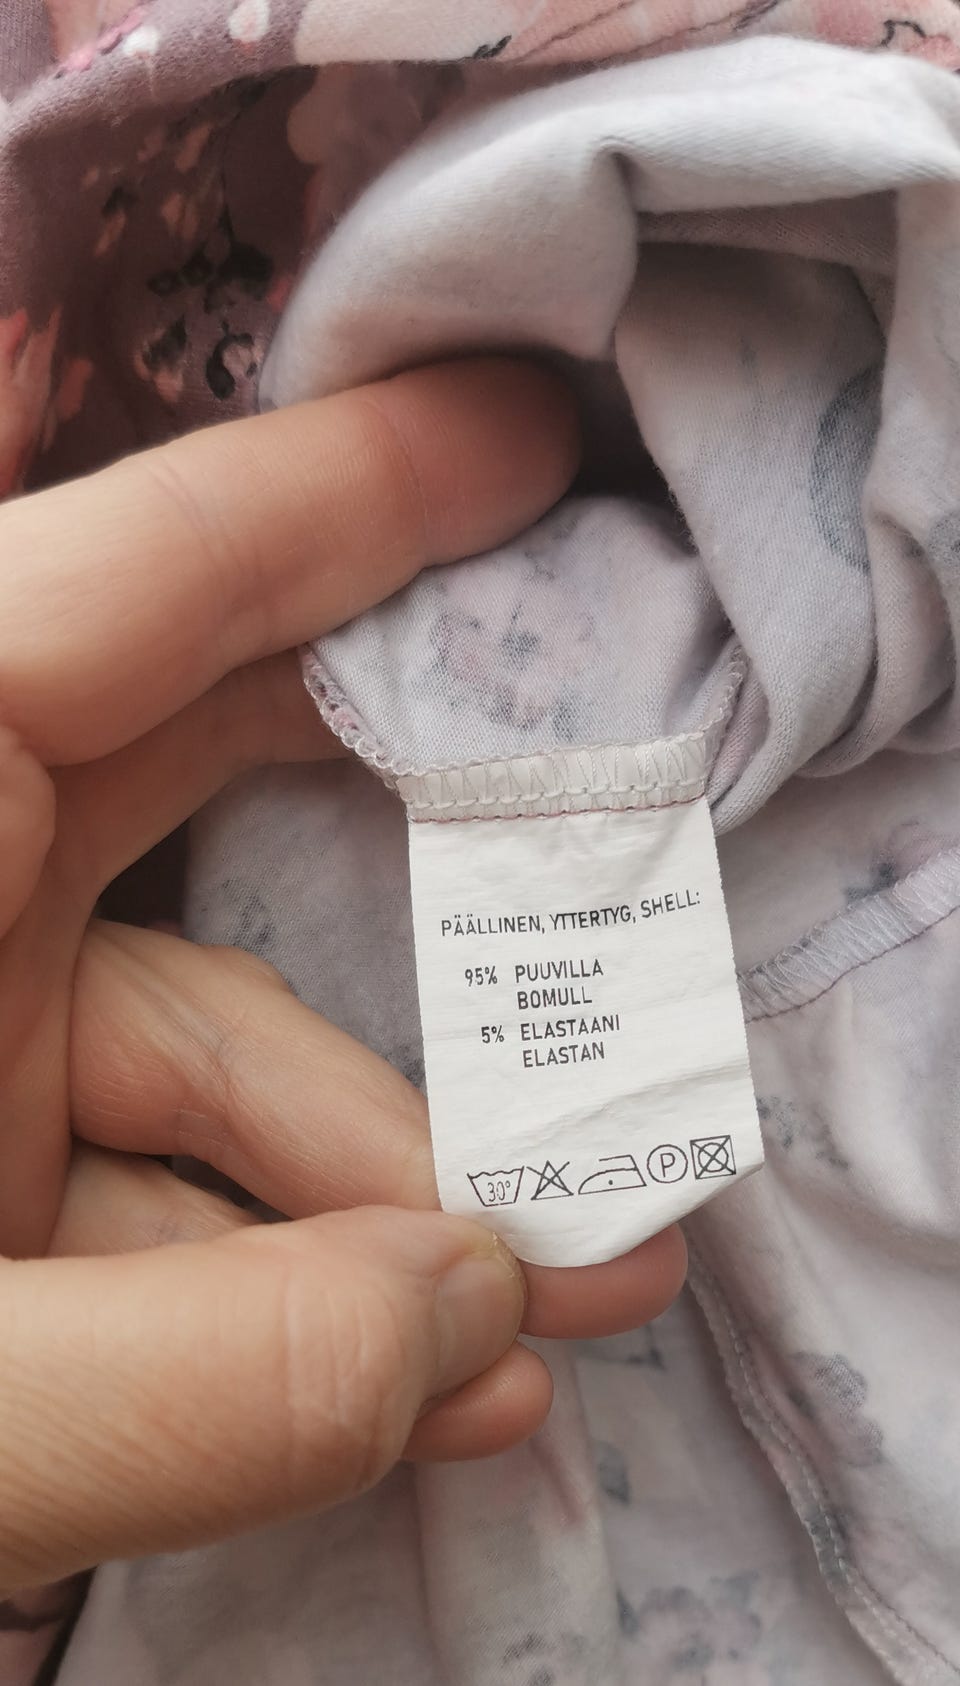 PÄÄLLINEN, YTTERTYG, SHELL:
95% PUUVILLA
BOMULL
5% ELASTAANI
ELASTAN
30° P